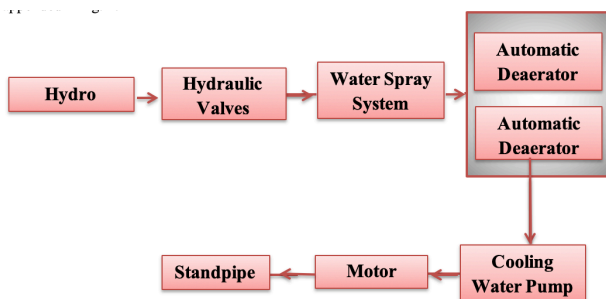 Hydro
Hydraulic
Valves
Water Spray
System
Automatic
Deaerator
Automatic
Deaerator
Cooling
Water Pump
Motor
Standpipe